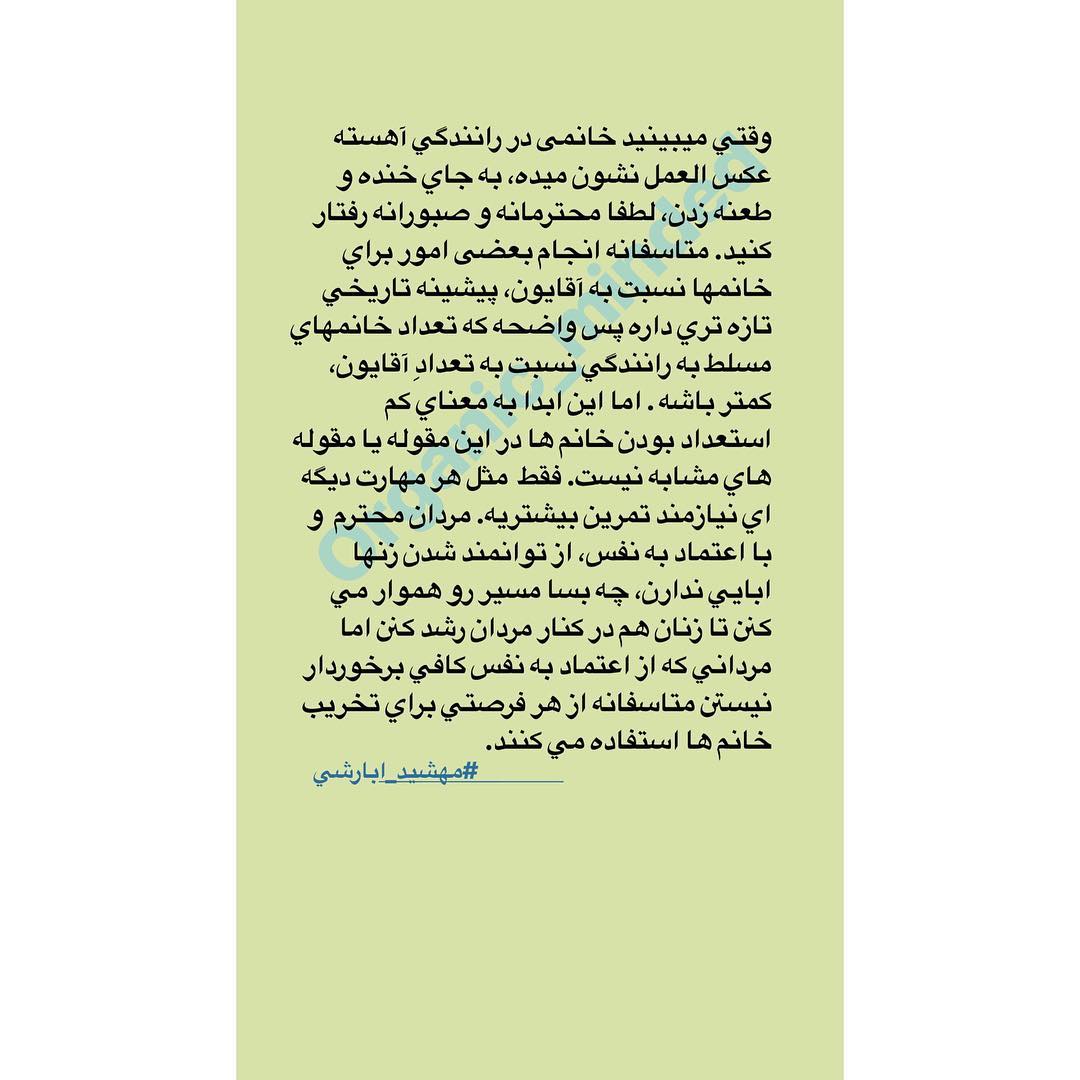 وقتي ميبينيد خانمی در رانندگي آهسته
عكس العمل نشون ميده، به جاي خنده و
طعنه زدن، لطفا محترمانه و صبورانه رفتار
كنيد. متاسفانه انجام بعضی امور براي
خانمها نسبت به آقايون، پيشينه تاريخي
تازه تري داره پس واضحه كه تعداد خانمهاي
مسلط به رانندگي نسبت به تعدادِ آقايون،
كمتر باشه. اما اين ابدا به معناي كم
استعداد بودن خانم ها در اين مقوله يا مقوله
هاي مشابه نيست. فقط مثل هر مهارت ديگه
اي نيازمند تمرين بيشتريه. مردان محترم و
با اعتماد به نفس، از توانمند شدن زنها
ابايي ندارن، چه بسا مسير رو هموار مي
كنن تا زنان هم در كنار مردان رشد كنن اما
مرداني كه از اعتماد به نفس كافي برخوردار
نيستن متاسفانه از هر فرصتي براي تخريب
خانم ها استفاده مي كنند.
#مهشيد_ابارشي
Organic_minded